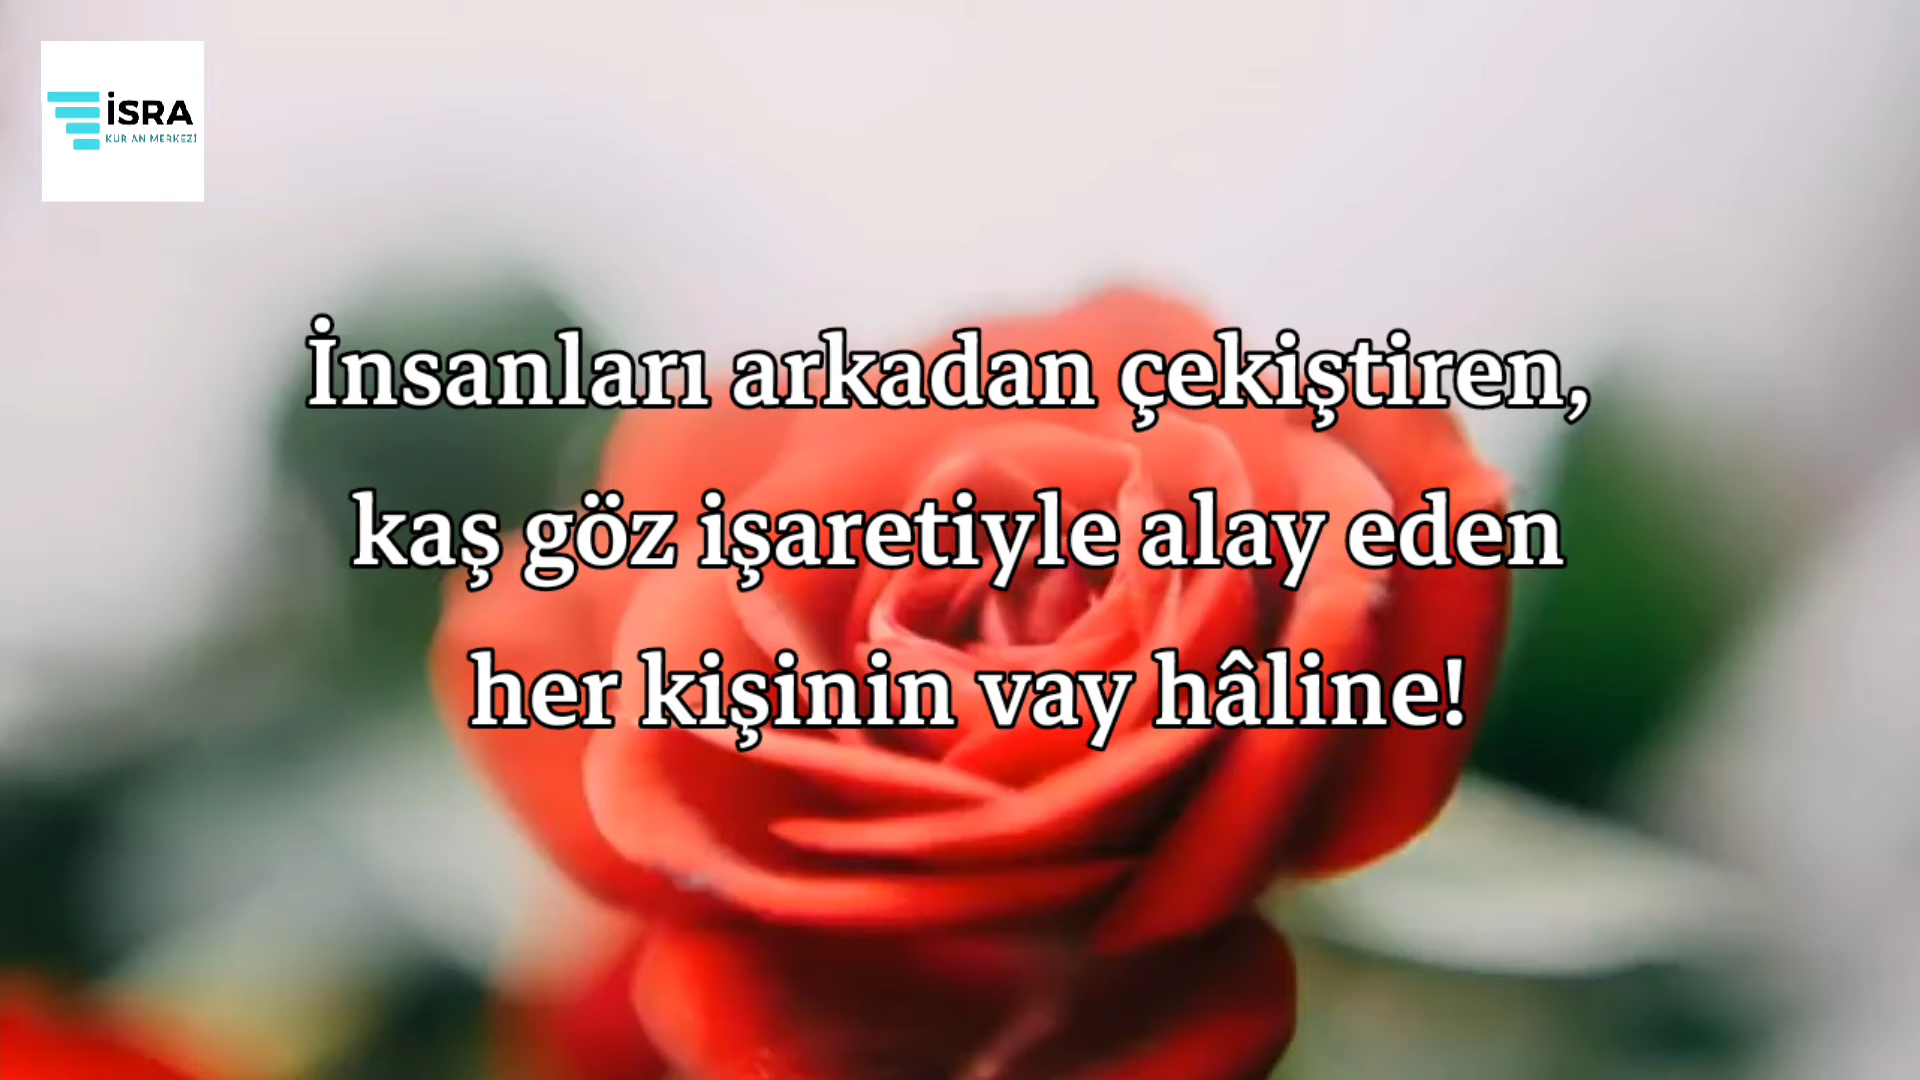 İSRA
KUR AN MERKEZİ
İnsanları arkadan çekiştiren,
kaş göz işaretiyle alay eden
her kişinin vay hâline!